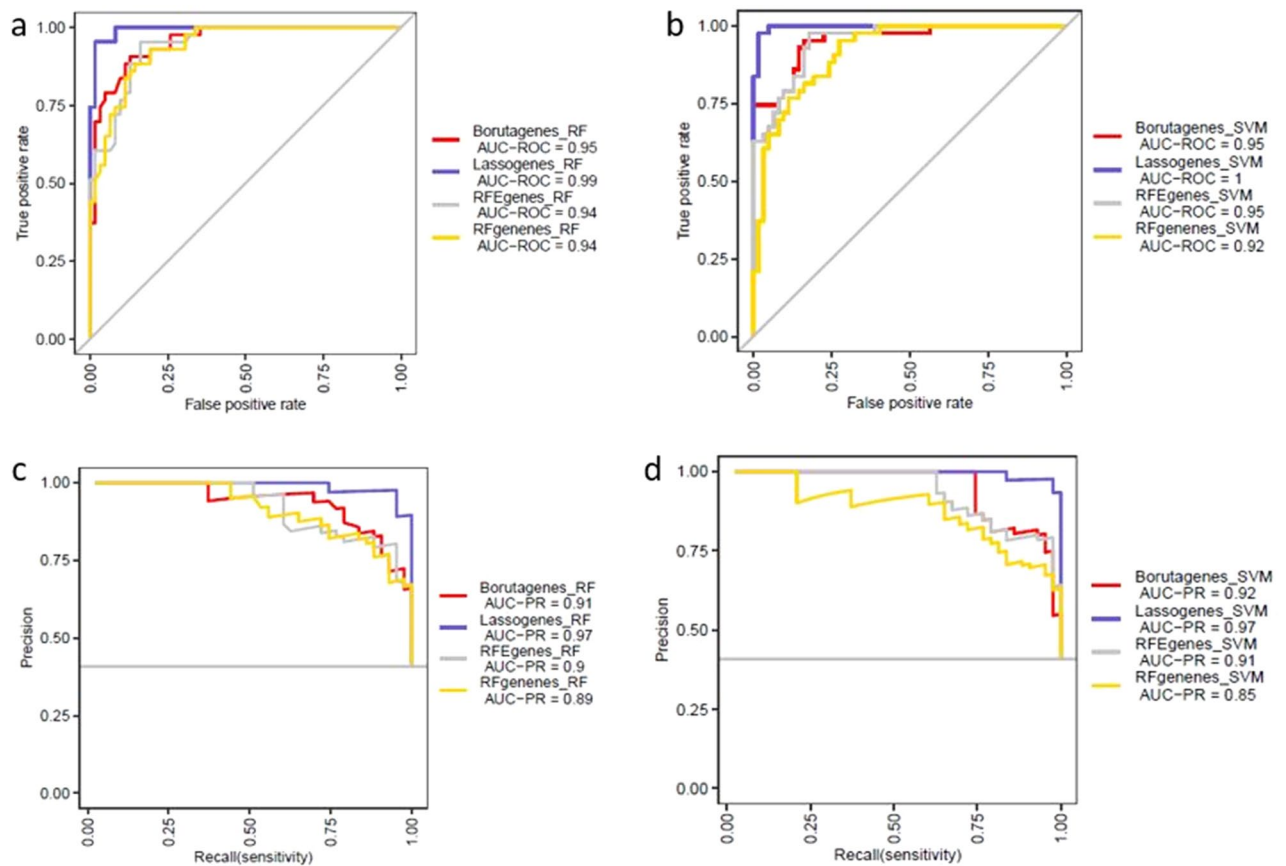 a
1.00
0.75
0.50
0.25
0.00
True positive rate
0.00
0.25
0.50
0.75
1.00
False positive rate
Borutagenes_RF
AUC-ROC = 0.95
Lassogenes_RF
AUC-ROC = 0.99
RFEgenes_RF
AUC-ROC = 0.94
RFgenenes_RF
AUC-ROC = 0.94
b
1.00
0.75
0.50
0.25
0.00
True positive rate
0.00
0.25
0.50
0.75
1.00
False positive rate
Borutagenes_SVM
AUC-ROC = 0.95
Lassogenes_SVM
AUC-ROC = 1
RFEgenes_SVM
AUC-ROC = 0.95
RFgenenes_SVM
AUC-ROC = 0.92
c
1.00
0.75
0.50
0.25
0.00
Precision
0.00
0.25
0.50
0.75
1.00
Recall(sensitivity)
Borutagenes_RF
AUC-PR = 0.91
Lassogenes_RF
AUC-PR = 0.97
RFEgenes_RF
AUC-PR = 0.9
RFgenenes_RF
AUC-PR = 0.89
d
1.00
0.75
0.50
0.25
0.00
Precision
0.00
0.25
0.50
0.75
1.00
Recall(sensitivity)
Borutagenes_SVM
AUC-PR = 0.92
Lassogenes_SVM
AUC-PR = 0.97
RFEgenes_SVM
AUC-PR = 0.91
RFgenenes_SVM
AUC-PR = 0.85